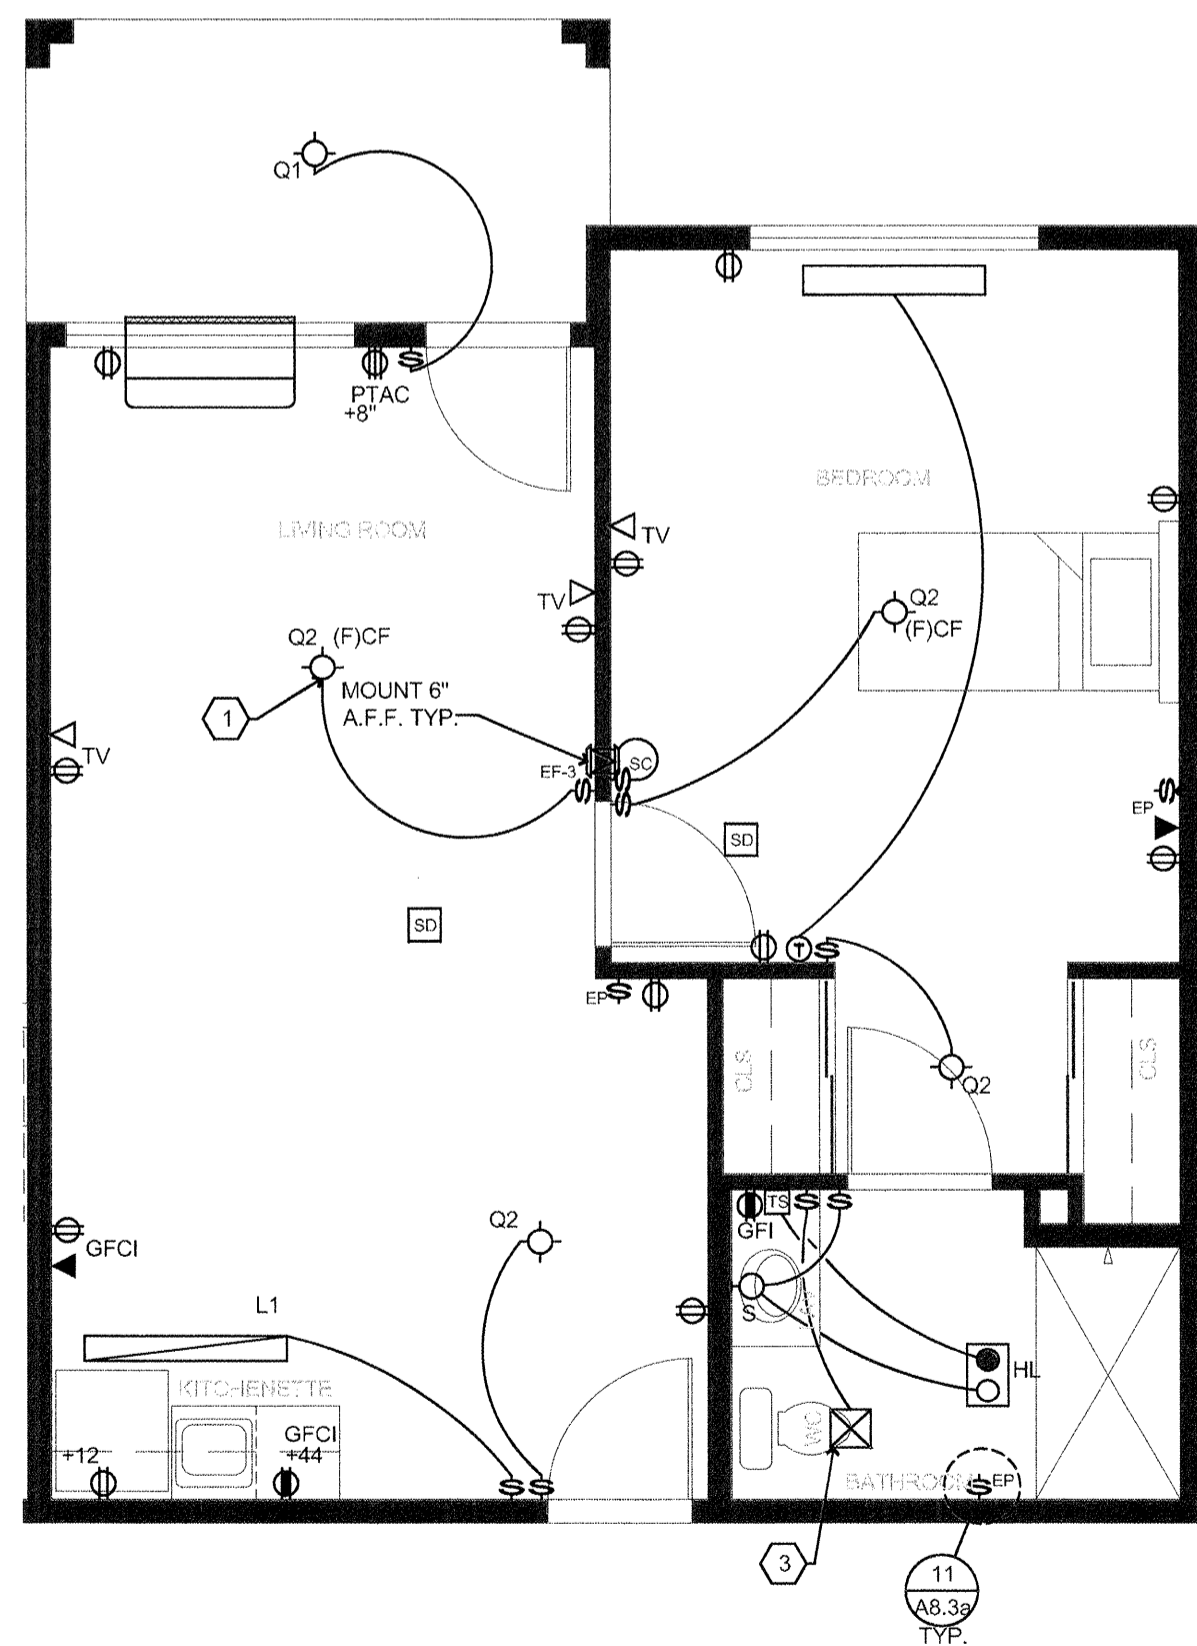 Q1
PTAC
+8"
BEDROOM
LIVING ROOM
TV
TV
Q2
(F)CF
Q2 (F)CF
MOUNT 6"
A.F.F. TYP.
1
TV
EF-3
SC
EP
SD
SD
T
EP
CLS
CLS
Q2
TS
GFI
Q2
GFCI
S
L1
HL
KITCHENETTE
GFCI
+44
+12
WC
BATHROOM
EP
3
11
A8.3a
TYP.